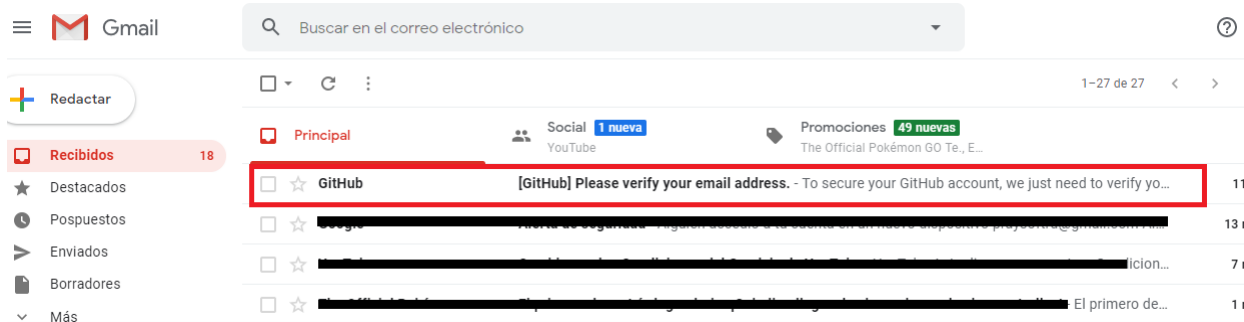 Gmail
Buscar en el correo electrónico
Redactar
1–27 de 27
Principal
Social 1 nueva
YouTube
Promociones 49 nuevas
The Official Pokémon GO Te., E...
Recibidos 18
GitHub [GitHub] Please verify your email address. - To secure your GitHub account, we just need to verify yo... 11
Destacados
Pospuestos
13
Enviados
7
Borradores
El primero de... 1
Más